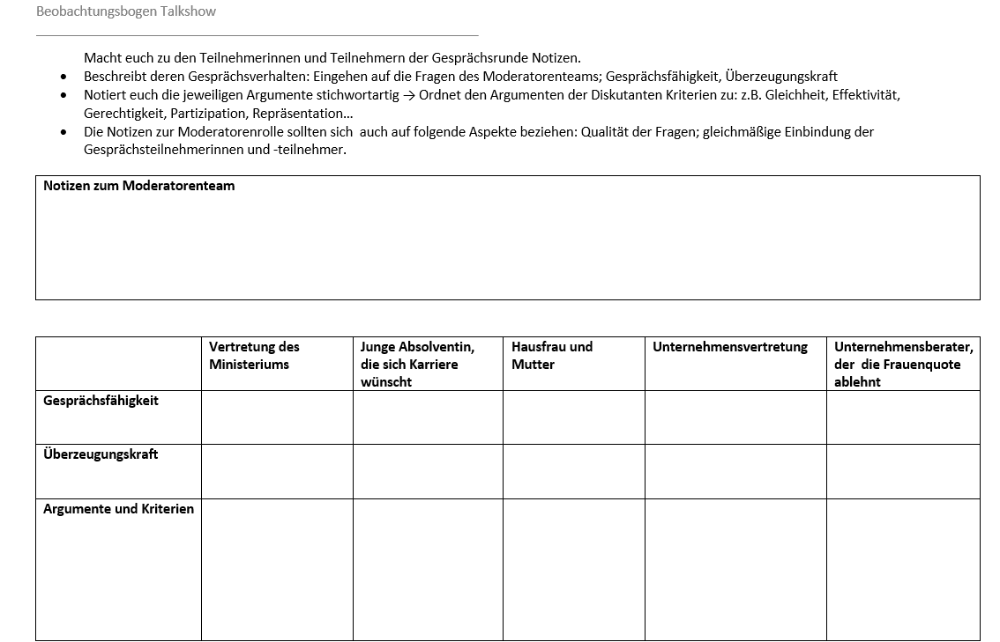 Beobachtungsbogen Talkshow
Macht euch zu den Teilnehmerinnen und Teilnehmern der Gesprächsrunde Notizen.
• Beschreibt deren Gesprächsverhalten: Eingehen auf die Fragen des Moderatorenteams; Gesprächsfähigkeit, Überzeugungskraft
• Notiert euch die jeweiligen Argumente stichwortartig → Ordnet den Argumenten der Diskutanten Kriterien zu: z.B. Gleichheit, Effektivität,
Gerechtigkeit, Partizipation, Repräsentation…
• Die Notizen zur Moderatorenrolle sollten sich  auch auf folgende Aspekte beziehen: Qualität der Fragen; gleichmäßige Einbindung der
Gesprächsteilnehmerinnen und -teilnehmer.
Notizen zum Moderatorenteam
Vertretung des
Ministeriums
Junge Absolventin,
die sich Karriere
wünscht
Hausfrau und
Mutter
Unternehmensvertretung
Unternehmensberater,
der  die Frauenquote
ablehnt
Gesprächsfähigkeit
Überzeugungskraft
Argumente und Kriterien